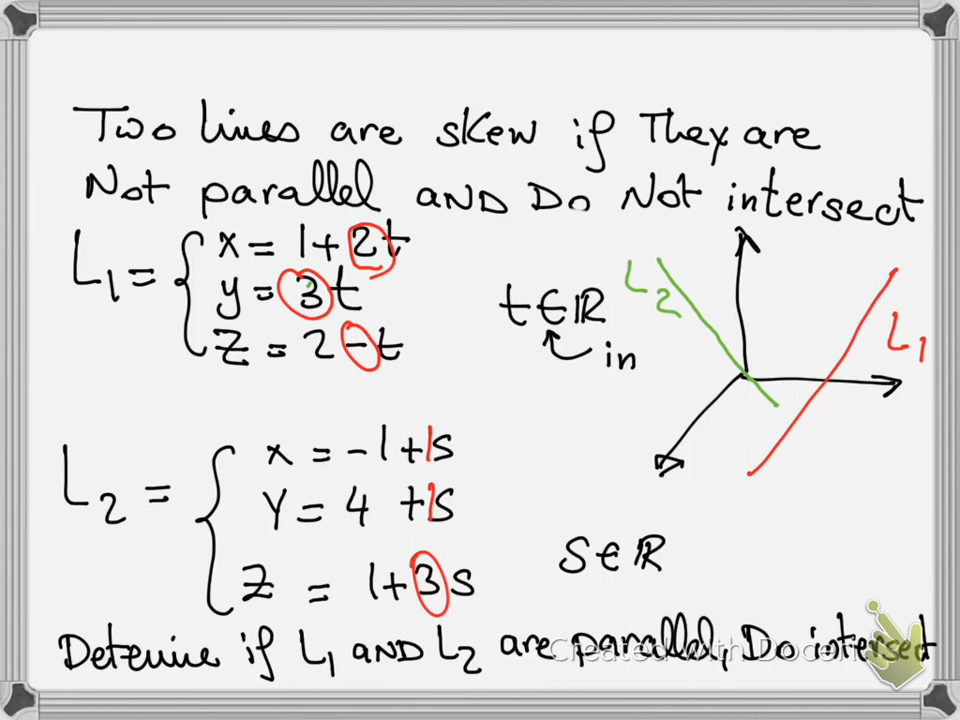 Two lines are skew if They are
Not parallel AND Do Not intersect
L1 = { x = 1+2t
y = 3t
Z = 2-t
t∈ℝ
in
L2
L1
L2 = { x = -1+1s
Y = 4 +1s
Z = 1+3s
S∈ℝ
Detemine if L1 AND L2 are parallel, Do intersect
Created with Doceri